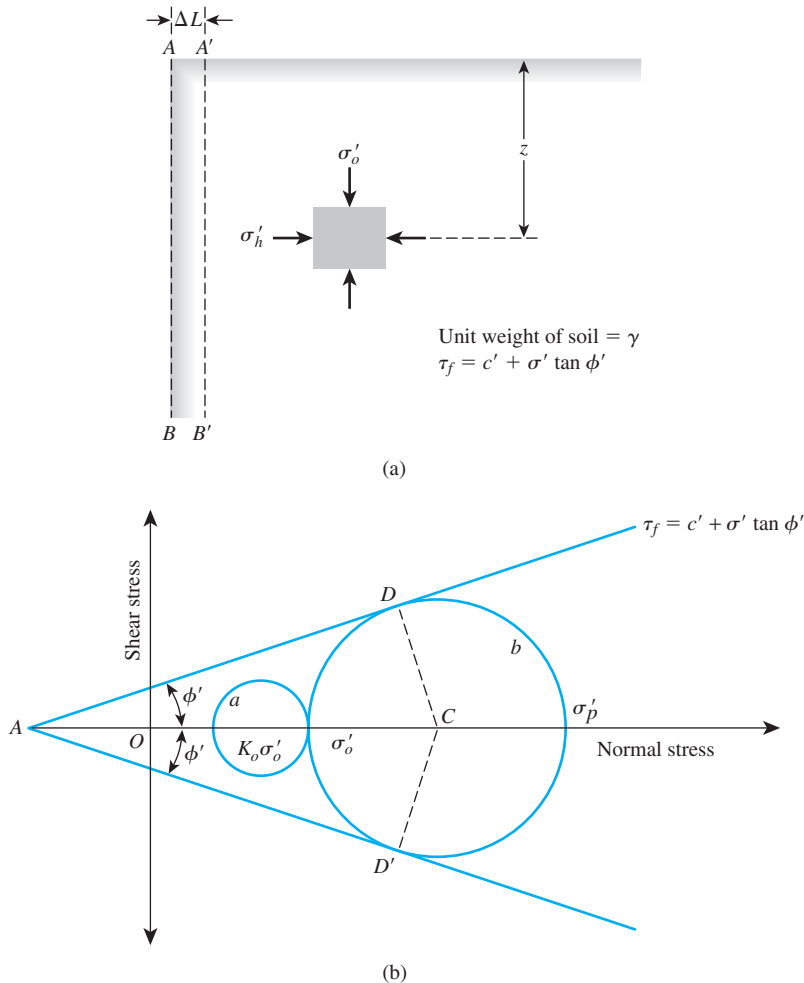 ΔL
A A′
z
σ′o
σ′h
Unit weight of soil = γ
τf = c′ + σ′ tan ϕ′
B B′
(a)
τf = c′ + σ′ tan ϕ′
Shear stress
D
b
ϕ′
a
σ′p
A
C
O
ϕ′
Koσ′o
σ′o
Normal stress
D′
(b)